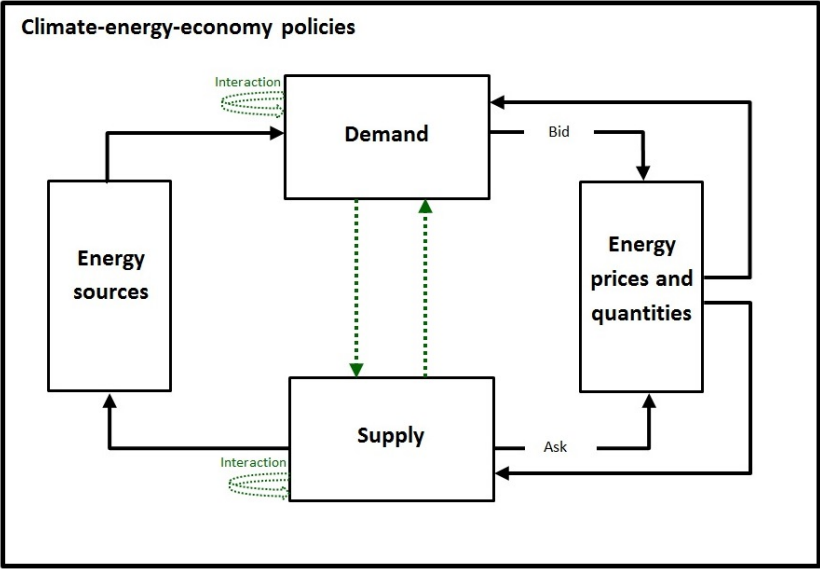 Climate-energy-economy policies
Interaction
Demand
Bid
Energy
sources
Energy
prices and
quantities
Supply
Ask
Interaction